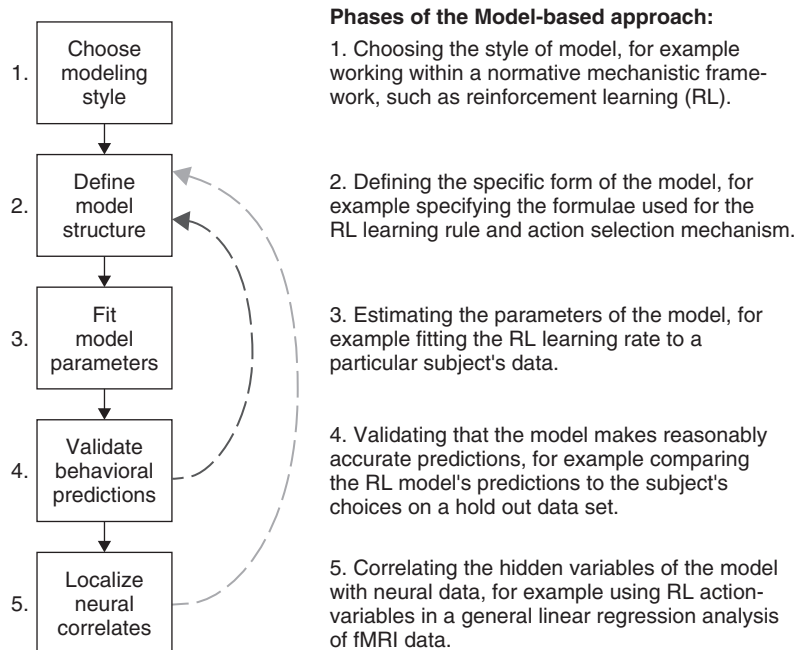 1.
Choose
modeling
style
2.
Define
model
structure
3.
Fit
model
parameters
4.
Validate
behavioral
predictions
5.
Localize
neural
correlates
Phases of the Model-based approach:
1. Choosing the style of model, for example
working within a normative mechanistic frame-
work, such as reinforcement learning (RL).
2. Defining the specific form of the model, for
example specifying the formulae used for the
RL learning rule and action selection mechanism.
3. Estimating the parameters of the model, for
example fitting the RL learning rate to a
particular subject's data.
4. Validating that the model makes reasonably
accurate predictions, for example comparing
the RL model's predictions to the subject's
choices on a hold out data set.
5. Correlating the hidden variables of the model
with neural data, for example using RL action-
variables in a general linear regression analysis
of fMRI data.